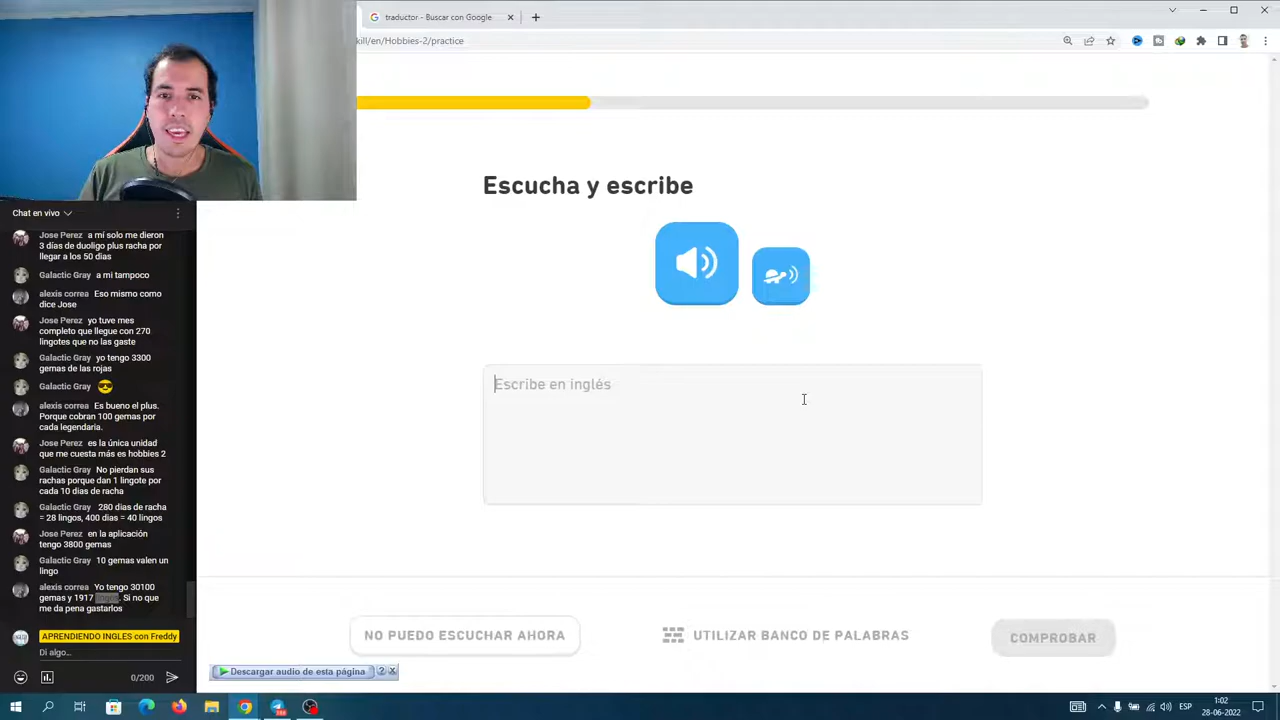 traductor - Buscar con Google
kill/en/Hobbies-2/practice
Escucha y escribe
Escribe en inglés
NO PUEDO ESCUCHAR AHORA
UTILIZAR BANCO DE PALABRAS
COMPROBAR
Descargar audio de esta página
?
Chat en vivo
Jose Perez a mí solo me dieron
3 días de duoligo plus racha por
llegar a los 50 dias
Galactic Gray a mi tampoco
alexis correa Eso mismo como
dice Jose
Jose Perez yo tuve mes
completo que llegue con 270
lingotes que no las gaste
Galactic Gray yo tengo 3300
gemas de las rojas
Galactic Gray 😎
alexis correa Es bueno el plus.
Porque cobran 100 gemas por
cada legendaria.
Jose Perez es la única unidad
que me cuesta más es hobbies 2
Galactic Gray No pierdan sus
rachas porque dan 1 lingote por
cada 10 dias de racha
Galactic Gray 280 dias de racha
= 28 lingos, 400 dias = 40 lingos
Jose Perez en la aplicación
tengo 3800 gemas
Galactic Gray 10 gemas valen un
lingo
alexis correa Yo tengo 30100
gemas y 1917 . Si no que
me da pena gastarlos
APRENDIENDO INGLES con Freddy
Di algo...
0/200
ESP
1:02
28-06-2022